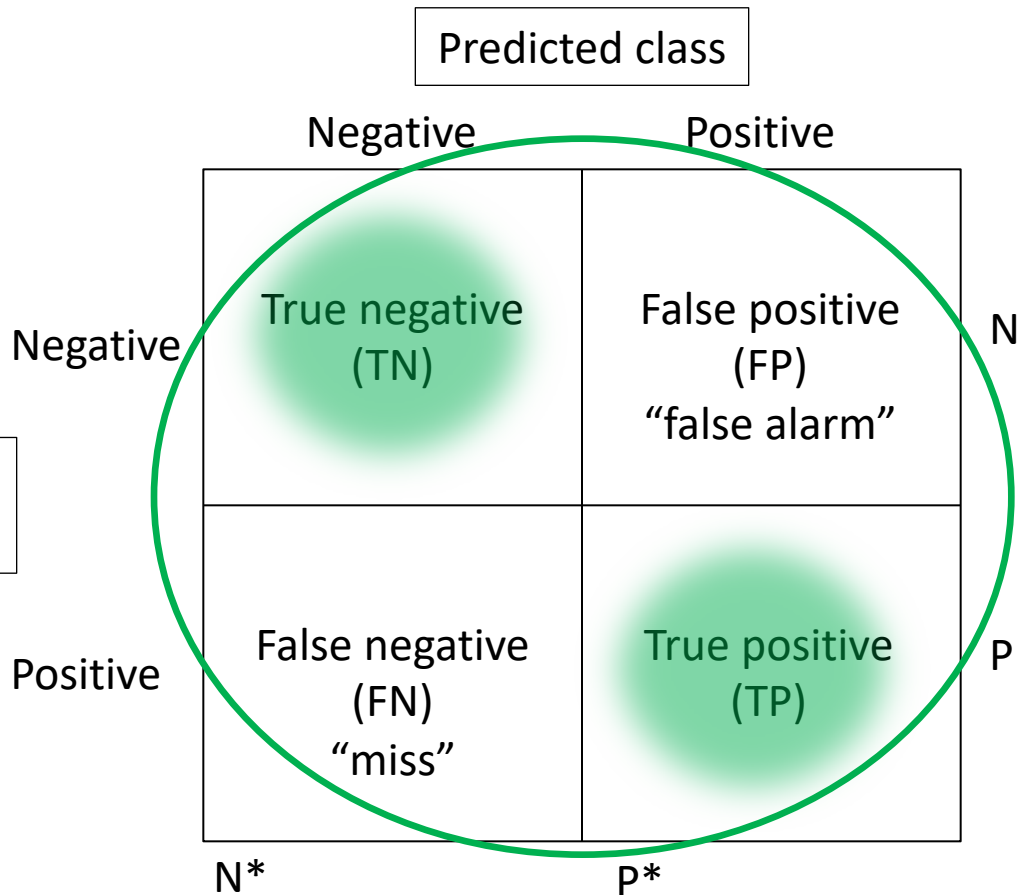 Predicted class
Negative Positive
True negative
(TN)
False positive
(FP)
“false alarm”
Negative
N
False negative
(FN)
“miss”
True positive
(TP)
Positive
P
N*
P*